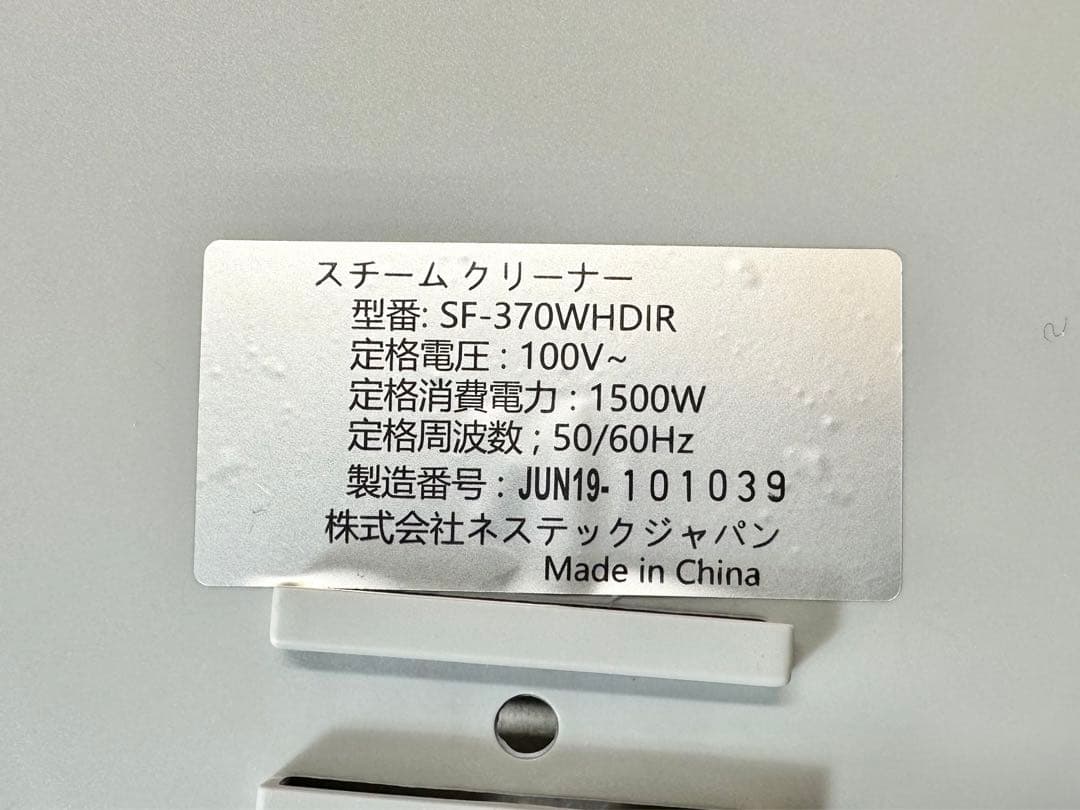 スチーム クリーナー
型番: SF-370WHDIR
定格電圧 : 100V~
定格消費電力 : 1500W
定格周波数 ; 50/60Hz
製造番号 : JUN19- 101039
株式会社ネステックジャパン
Made in China